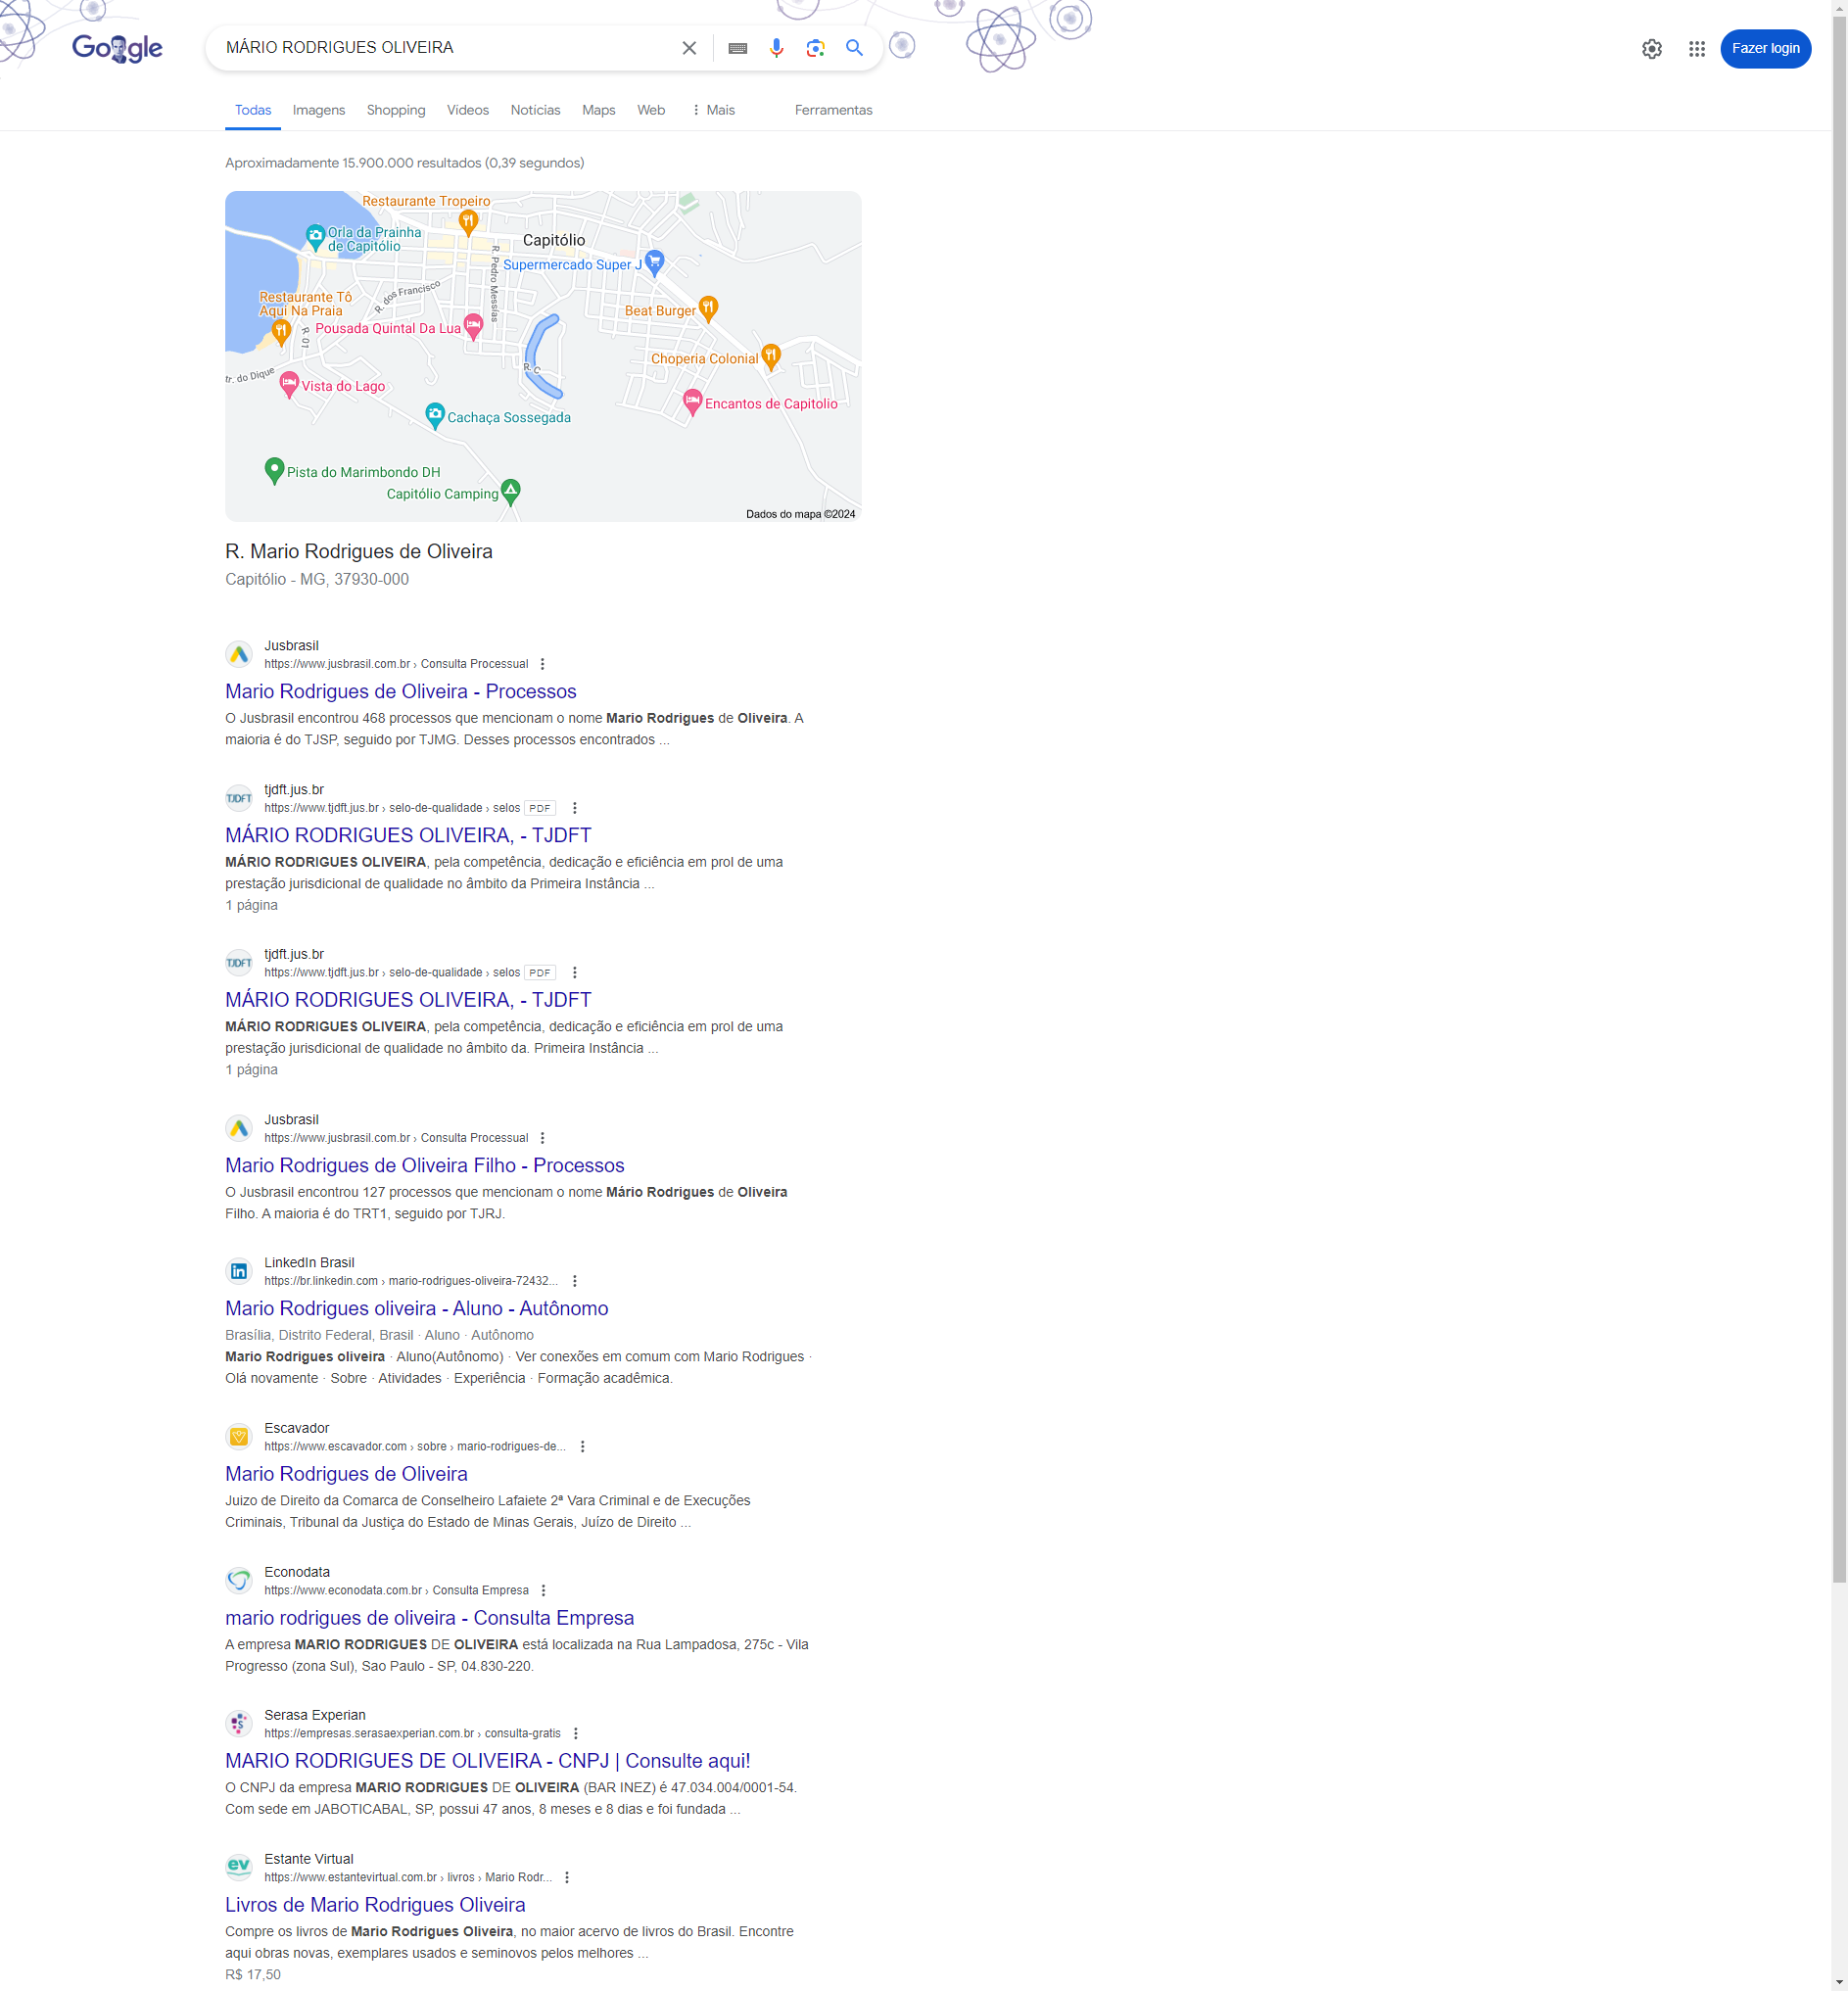 Google
MÁRIO RODRIGUES OLIVEIRA
Fazer login
Todas Imagens Shopping Vídeos Notícias Maps Web Mais Ferramentas
Aproximadamente 15.900.000 resultados (0,39 segundos)
Restaurante Tropeiro
Orla da Prainha
de Capitólio
Capitólio
Supermercado Super J
R. Pedro Messias
R. dos Francisco
Restaurante Tô
Aqui Na Praia
Beat Burger
Pousada Quintal Da Lua
R. 01
Choperia Colonial
R. C
tr. do Dique
Vista do Lago
Encantos de Capitolio
Cachaça Sossegada
Pista do Marimbondo DH
Capitólio Camping
Dados do mapa ©2024
R. Mario Rodrigues de Oliveira
Capitólio - MG, 37930-000
Jusbrasil
https://www.jusbrasil.com.br › Consulta Processual
Mario Rodrigues de Oliveira - Processos
O Jusbrasil encontrou 468 processos que mencionam o nome Mario Rodrigues de Oliveira. A
maioria é do TJSP, seguido por TJMG. Desses processos encontrados ...
TJDFT
tjdft.jus.br
https://www.tjdft.jus.br › selo-de-qualidade › selos PDF
MÁRIO RODRIGUES OLIVEIRA, - TJDFT
MÁRIO RODRIGUES OLIVEIRA, pela competência, dedicação e eficiência em prol de uma
prestação jurisdicional de qualidade no âmbito da Primeira Instância ...
1 página
TJDFT
tjdft.jus.br
https://www.tjdft.jus.br › selo-de-qualidade › selos PDF
MÁRIO RODRIGUES OLIVEIRA, - TJDFT
MÁRIO RODRIGUES OLIVEIRA, pela competência, dedicação e eficiência em prol de uma
prestação jurisdicional de qualidade no âmbito da. Primeira Instância ...
1 página
Jusbrasil
https://www.jusbrasil.com.br › Consulta Processual
Mario Rodrigues de Oliveira Filho - Processos
O Jusbrasil encontrou 127 processos que mencionam o nome Mário Rodrigues de Oliveira
Filho. A maioria é do TRT1, seguido por TJRJ.
in
LinkedIn Brasil
https://br.linkedin.com › mario-rodrigues-oliveira-72432...
Mario Rodrigues oliveira - Aluno - Autônomo
Brasília, Distrito Federal, Brasil · Aluno · Autônomo
Mario Rodrigues oliveira · Aluno(Autônomo) · Ver conexões em comum com Mario Rodrigues ·
Olá novamente · Sobre · Atividades · Experiência · Formação acadêmica.
Escavador
https://www.escavador.com › sobre › mario-rodrigues-de...
Mario Rodrigues de Oliveira
Juizo de Direito da Comarca de Conselheiro Lafaiete 2ª Vara Criminal e de Execuções
Criminais, Tribunal da Justiça do Estado de Minas Gerais, Juízo de Direito ...
Econodata
https://www.econodata.com.br › Consulta Empresa
mario rodrigues de oliveira - Consulta Empresa
A empresa MARIO RODRIGUES DE OLIVEIRA está localizada na Rua Lampadosa, 275c - Vila
Progresso (zona Sul), Sao Paulo - SP, 04.830-220.
S
Serasa Experian
https://empresas.serasaexperian.com.br › consulta-gratis
MARIO RODRIGUES DE OLIVEIRA - CNPJ | Consulte aqui!
O CNPJ da empresa MARIO RODRIGUES DE OLIVEIRA (BAR INEZ) é 47.034.004/0001-54.
Com sede em JABOTICABAL, SP, possui 47 anos, 8 meses e 8 dias e foi fundada ...
ev
Estante Virtual
https://www.estantevirtual.com.br › livros › Mario Rodr...
Livros de Mario Rodrigues Oliveira
Compre os livros de Mario Rodrigues Oliveira, no maior acervo de livros do Brasil. Encontre
aqui obras novas, exemplares usados e seminovos pelos melhores ...
R$ 17,50